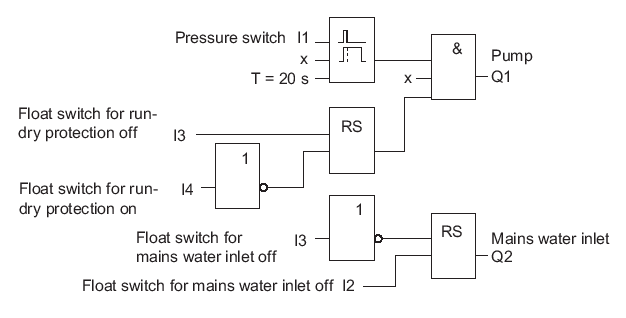 Pressure switch I1
x
T = 20 s
&
x
Pump
Q1
Float switch for run-
dry protection off I3
RS
1
Float switch for run-
dry protection on
I4
1
Float switch for
mains water inlet off
I3
RS
Mains water inlet
Q2
Float switch for mains water inlet off I2